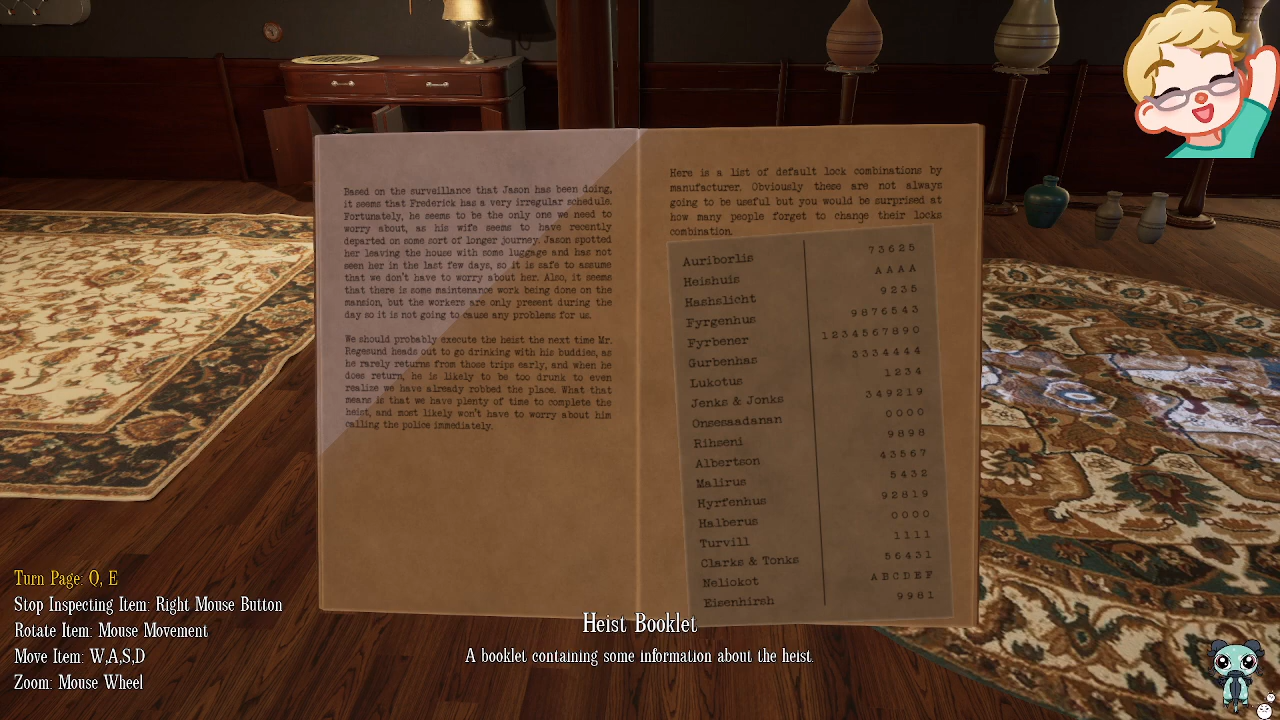 Based on the surveillance that Jason has been doing,
it seems that Frederick has a very irregular schedule.
Fortunately, he seems to be the only one we need to
worry about, as his wife seems to have recently
departed on some sort of longer journey. Jason spotted
her leaving the house with some luggage and has not
seen her in the last few days, so it is safe to assume
that we don't have to worry about her. Also, it seems
that there is some maintenance work being done on the
mansion, but the workers are only present during the
day so it is not going to cause any problems for us.
We should probably execute the heist the next time Mr.
Regesund heads out to go drinking with his buddies, as
he rarely returns from those trips early, and when he
does return, he is likely to be too drunk to even
realize we have already robbed the place. What that
means is that we have plenty of time to complete the
heist, and most likely won't have to worry about him
calling the police immediately.
Here is a list of default lock combinations by
manufacturer. Obviously these are not always
going to be useful but you would be surprised at
how many people forget to change their locks
combination.
Auriborlis 73625
Heishuis AAAA
Hashslicht 9235
Fyrgenhus 9876543
Fyrbener 1234567890
Gurbenhas 3334444
Lukotus 1234
Jenks & Jonks 349219
Onsesaadanan 0000
Rihseni 9898
Albertson 43567
Malirus 5432
Hyrfenhus 92819
Halberus 0000
Turvill 1111
Clarks & Tonks 56431
Neliokot ABCDEF
Eisenhirsh 9981
Turn Page: Q, E
Stop Inspecting Item: Right Mouse Button
Rotate Item: Mouse Movement
Move Item: W,A,S,D
Zoom: Mouse Wheel
Heist Booklet
A booklet containing some information about the heist.